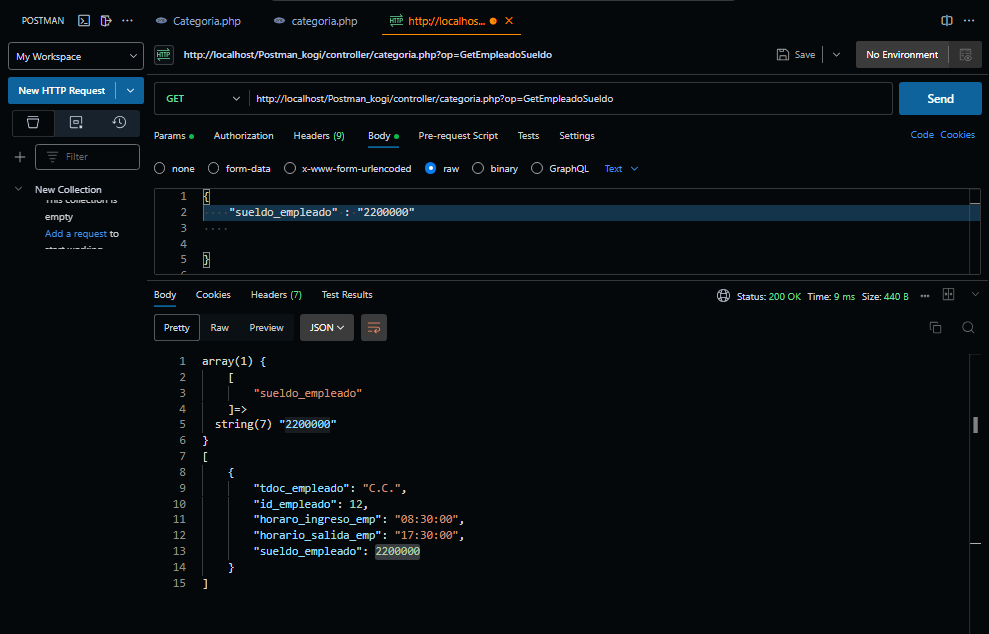 POSTMAN ··· Categoria.php categoria.php http://localhos... ···
My Workspace HTTP http://localhost/Postman_kogi/controller/categoria.php?op=GetEmpleadoSueldo Save No Environment
New HTTP Request
GET http://localhost/Postman_kogi/controller/categoria.php?op=GetEmpleadoSueldo Send
Params Authorization Headers (9) Body Pre-request Script Tests Settings Code Cookies
Filter
none form-data x-www-form-urlencoded raw binary GraphQL Text
New Collection
This collection is
empty
Add a request to
start working
1 {
2 ····"sueldo_empleado" : "2200000"
3 ····
4
5 }
6
Body Cookies Headers (7) Test Results Status: 200 OK Time: 9 ms Size: 440 B ···
Pretty Raw Preview JSON
1 array(1) {
2 [
3 "sueldo_empleado"
4 ]=>
5 string(7) "2200000"
6 }
7 [
8 {
9 "tdoc_empleado": "C.C.",
10 "id_empleado": 12,
11 "horaro_ingreso_emp": "08:30:00",
12 "horario_salida_emp": "17:30:00",
13 "sueldo_empleado": 2200000
14 }
15 ]